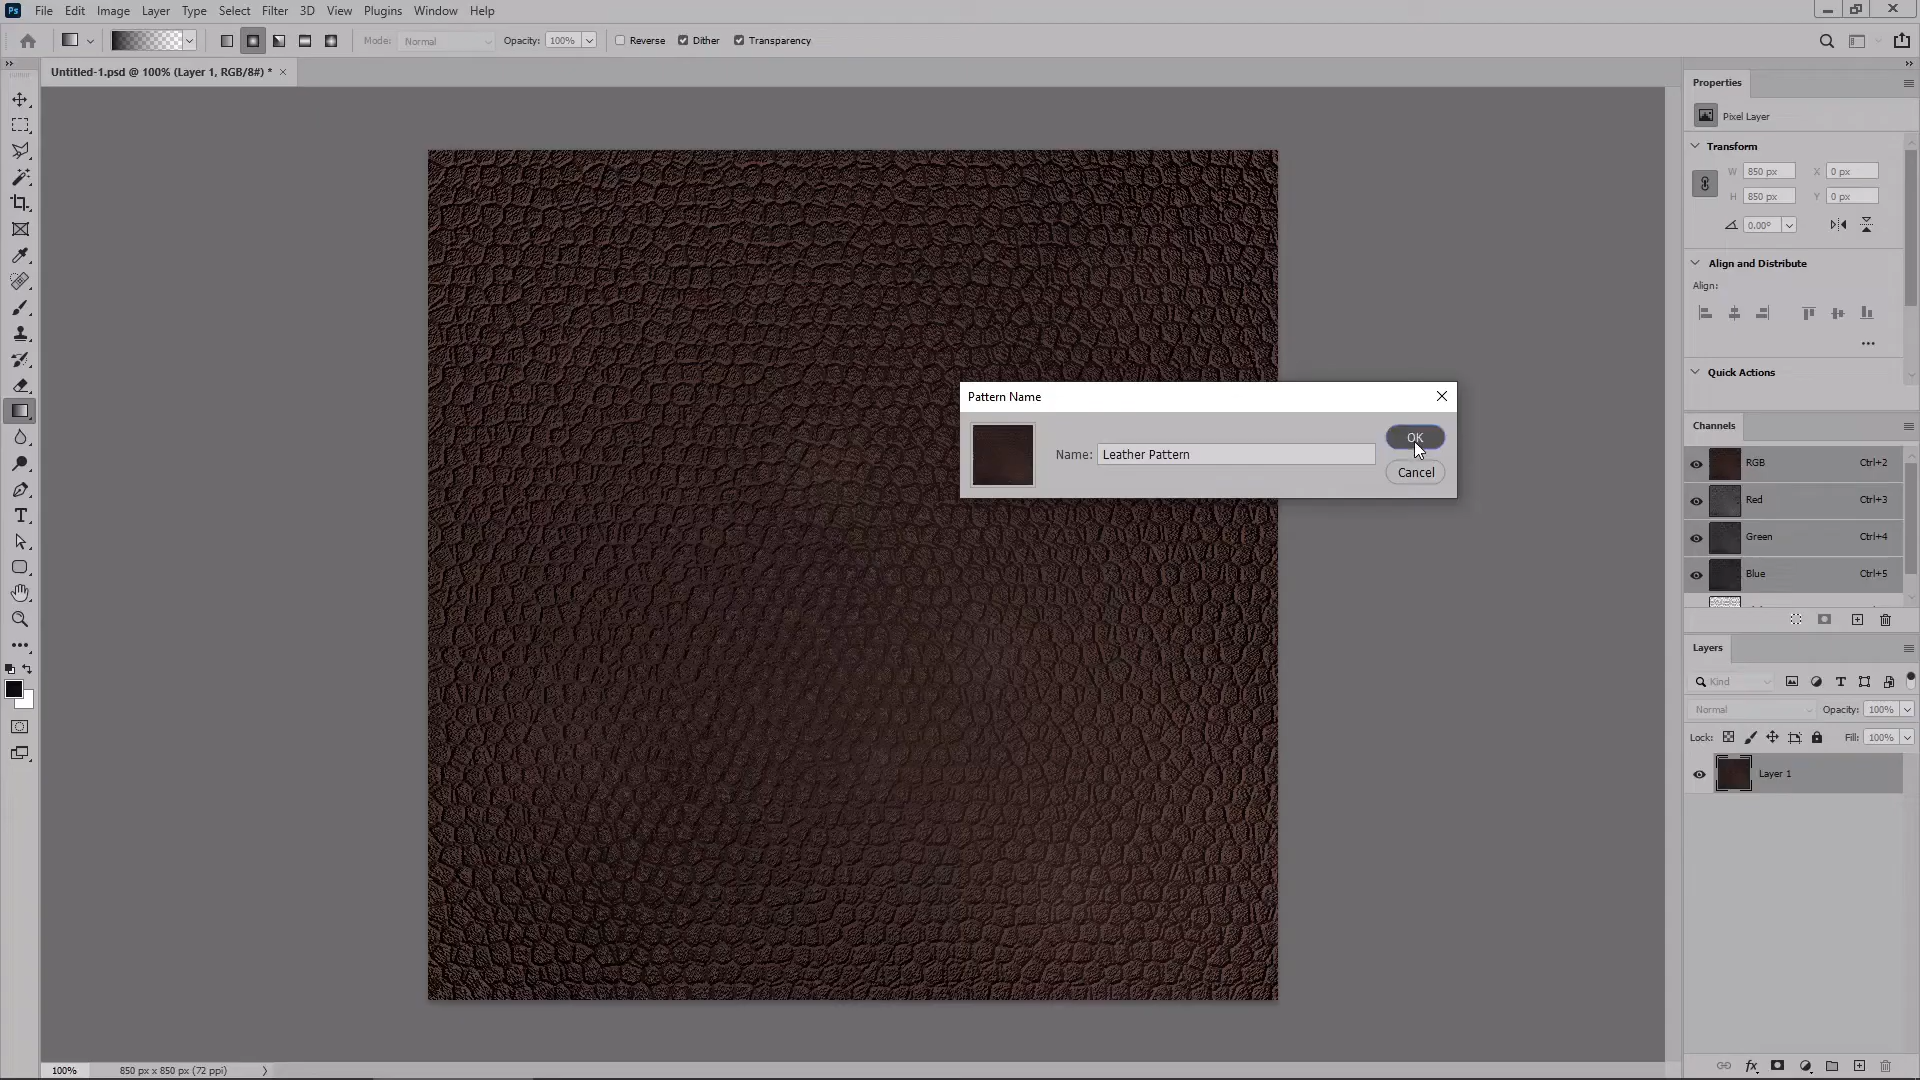 Ps File Edit Image Layer Type Select Filter 3D View Plugins Window Help
Mode: Normal Opacity: 100% Reverse Dither Transparency
Untitled-1.psd @ 100% (Layer 1, RGB/8#) *
Properties
Pixel Layer
Transform
W 850 px X 0 px
H 850 px Y 0 px
0.00°
Align and Distribute
Align:
Quick Actions
Pattern Name
Name: Leather Pattern
OK
Cancel
Channels
RGB Ctrl+2
Red Ctrl+3
Green Ctrl+4
Blue Ctrl+5
Layers
Kind
Normal Opacity: 100%
Lock: Fill: 100%
Layer 1
100% 850 px x 850 px (72 ppi)